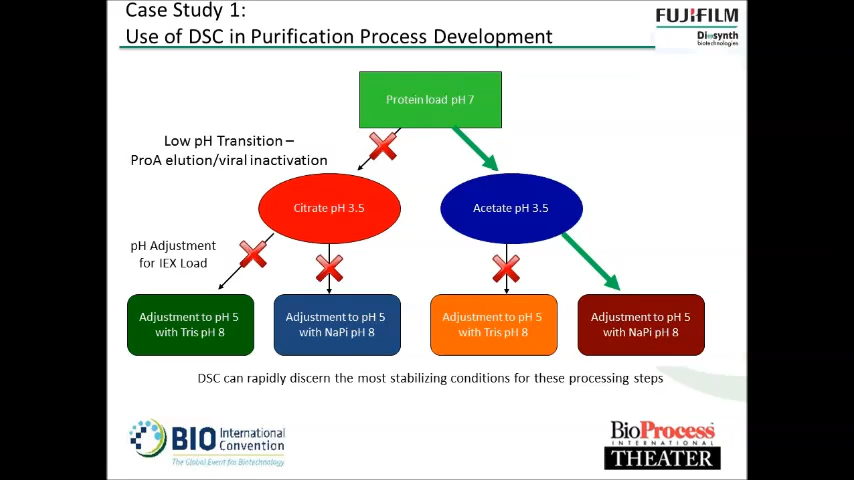 Case Study 1:
Use of DSC in Purification Process Development
FUJIFILM
Diosynth
biotechnologies
Protein load pH 7
Low pH Transition –
ProA elution/viral inactivation
Citrate pH 3.5
Acetate pH 3.5
pH Adjustment
for IEX Load
Adjustment to pH 5
with Tris pH 8
Adjustment to pH 5
with NaPi pH 8
Adjustment to pH 5
with Tris pH 8
Adjustment to pH 5
with NaPi pH 8
DSC can rapidly discern the most stabilizing conditions for these processing steps
BIO International
Convention
The Global Event for Biotechnology
BioProcess
INTERNATIONAL
THEATER